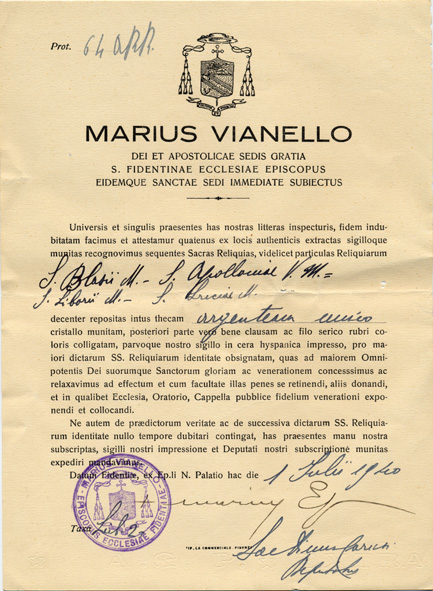 Prot. 64
MARIUS VIANELLO
DEI ET APOSTOLICAE SEDIS GRATIA
S. FIDENTINAE ECCLESIAE EPISCOPUS
EIDEMQUE SANCTAE SEDI IMMEDIATE SUBIECTUS
Universis et singulis praesentes has nostras litteras inspecturis, fidem indu-
bitatam facimus et attestamur quatenus ex locis authenticis extractas sigilloque
munitas recognovimus sequentes Sacras Reliquias, videlicet particulas Reliquiarum
S. Blasii M. - S. Apolloniae V. M. =
S. Liborii M. - S. Luciae M.
decenter repositas intus thecam argenteam unico
cristallo munitam, posteriori parte vero bene clausam ac filo serico rubri co-
loris colligatam, parvoque nostro sigillo in cera hyspanica impresso, pro ma-
iori dictarum SS. Reliquiarum identitate obsignatam, quas ad maiorem Omni-
potentis Dei suorumque Sanctorum gloriam ac venerationem concesssimus ac
relaxavimus ad effectum et cum facultate illas penes se retinendi, aliis donandi,
et in qualibet Ecclesia, Oratorio, Cappella pubblice fidelium venerationi expo-
nendi et collocandi.
Ne autem de prædictorum veritate ac de successiva dictarum SS. Reliquia-
rum identitate nullo tempore dubitari contingat, has praesentes manu nostra
subscriptas, sigilli nostri impressione et Deputati nostri subscriptione munitas
expediri mandavimus.
Datum Fidentiæ, ex Ep.li N. Palatio hac die 1 Julii 1940
EPISCOPUS ECCLESIAE FIDENTINAE
Taxa
TIP. LA COMMERCIALE